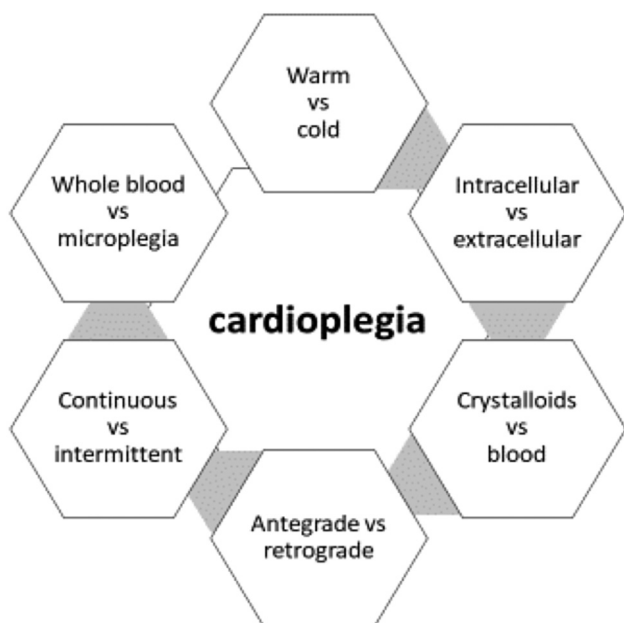 Warm
vs
cold
Intracellular
vs
extracellular
Crystalloids
vs
blood
Antegrade vs
retrograde
Continuous
vs
intermittent
Whole blood
vs
microplegia
cardioplegia